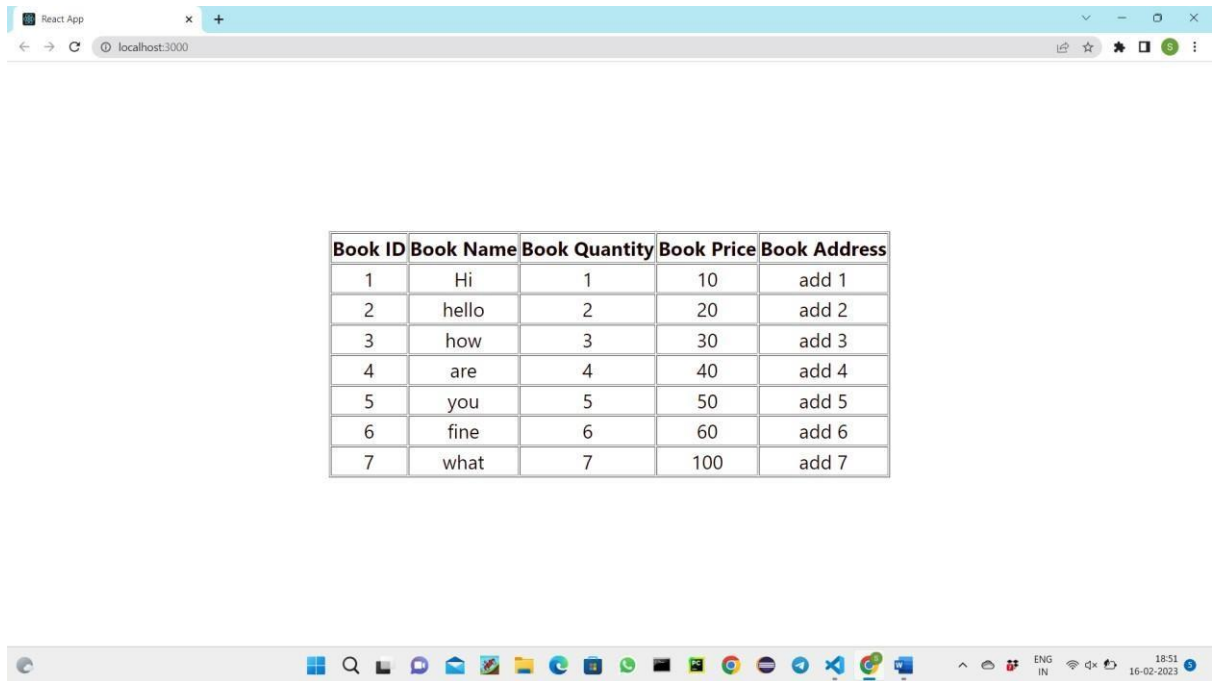 React App
localhost:3000
S
Book ID Book Name Book Quantity Book Price Book Address
1 Hi 1 10 add 1
2 hello 2 20 add 2
3 how 3 30 add 3
4 are 4 40 add 4
5 you 5 50 add 5
6 fine 6 60 add 6
7 what 7 100 add 7
ENG 18:51
IN 16-02-2023 5